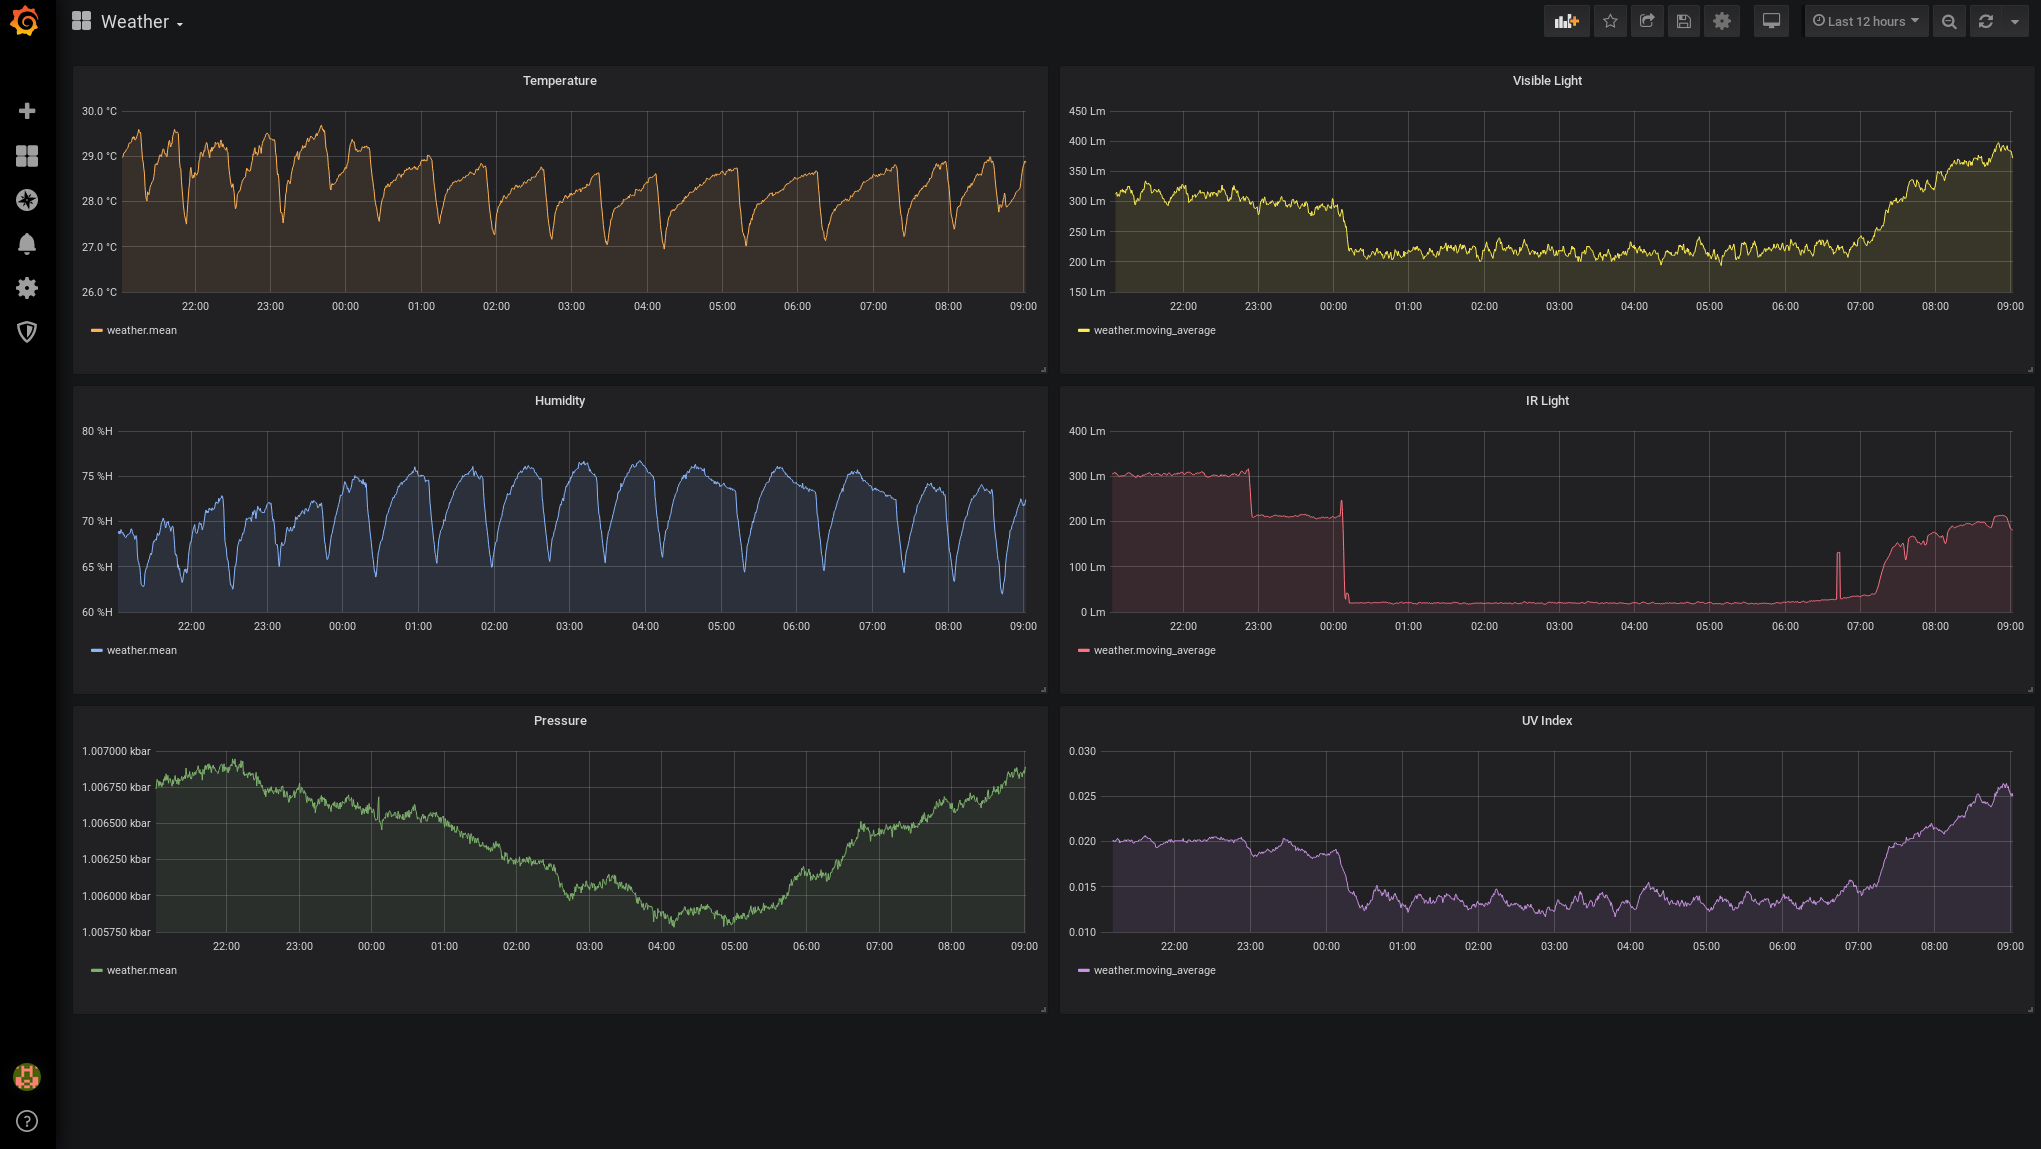 Weather
Last 12 hours
Temperature
30.0 °C
29.0 °C
28.0 °C
27.0 °C
26.0 °C
22:00 23:00 00:00 01:00 02:00 03:00 04:00 05:00 06:00 07:00 08:00 09:00
weather.mean
Visible Light
450 Lm
400 Lm
350 Lm
300 Lm
250 Lm
200 Lm
150 Lm
22:00 23:00 00:00 01:00 02:00 03:00 04:00 05:00 06:00 07:00 08:00 09:00
weather.moving_average
Humidity
80 %H
75 %H
70 %H
65 %H
60 %H
22:00 23:00 00:00 01:00 02:00 03:00 04:00 05:00 06:00 07:00 08:00 09:00
weather.mean
IR Light
400 Lm
300 Lm
200 Lm
100 Lm
0 Lm
22:00 23:00 00:00 01:00 02:00 03:00 04:00 05:00 06:00 07:00 08:00 09:00
weather.moving_average
Pressure
1.007000 kbar
1.006750 kbar
1.006500 kbar
1.006250 kbar
1.006000 kbar
1.005750 kbar
22:00 23:00 00:00 01:00 02:00 03:00 04:00 05:00 06:00 07:00 08:00 09:00
weather.mean
UV Index
0.030
0.025
0.020
0.015
0.010
22:00 23:00 00:00 01:00 02:00 03:00 04:00 05:00 06:00 07:00 08:00 09:00
weather.moving_average